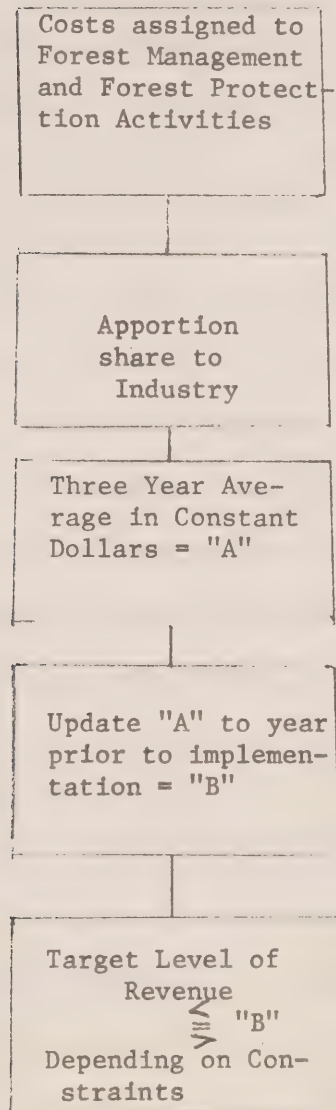 Costs assigned to
Forest Management
and Forest Protect-
tion Activities
Apportion
share to
Industry
Three Year Ave-
rage in Constant
Dollars = "A"
Update "A" to year
prior to implemen-
tation = "B"
Target Level of
Revenue
<
= "B"
>
Depending on Con-
straints